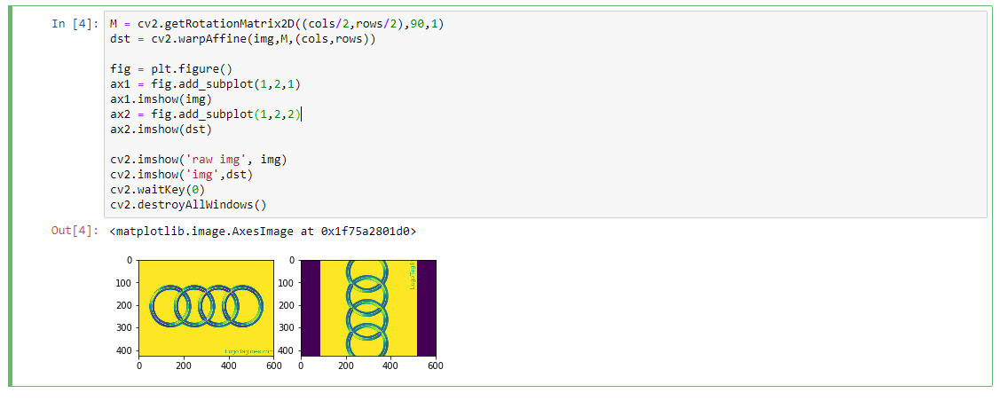 In [4]: M = cv2.getRotationMatrix2D((cols/2,rows/2),90,1)
dst = cv2.warpAffine(img,M,(cols,rows))
fig = plt.figure()
ax1 = fig.add_subplot(1,2,1)
ax1.imshow(img)
ax2 = fig.add_subplot(1,2,2)
ax2.imshow(dst)
cv2.imshow('raw img', img)
cv2.imshow('img',dst)
cv2.waitKey(0)
cv2.destroyAllWindows()
Out[4]: <matplotlib.image.AxesImage at 0x1f75a2801d0>
0
100
200
300
400
0 200 400 600
0
100
200
300
400
0 200 400 600